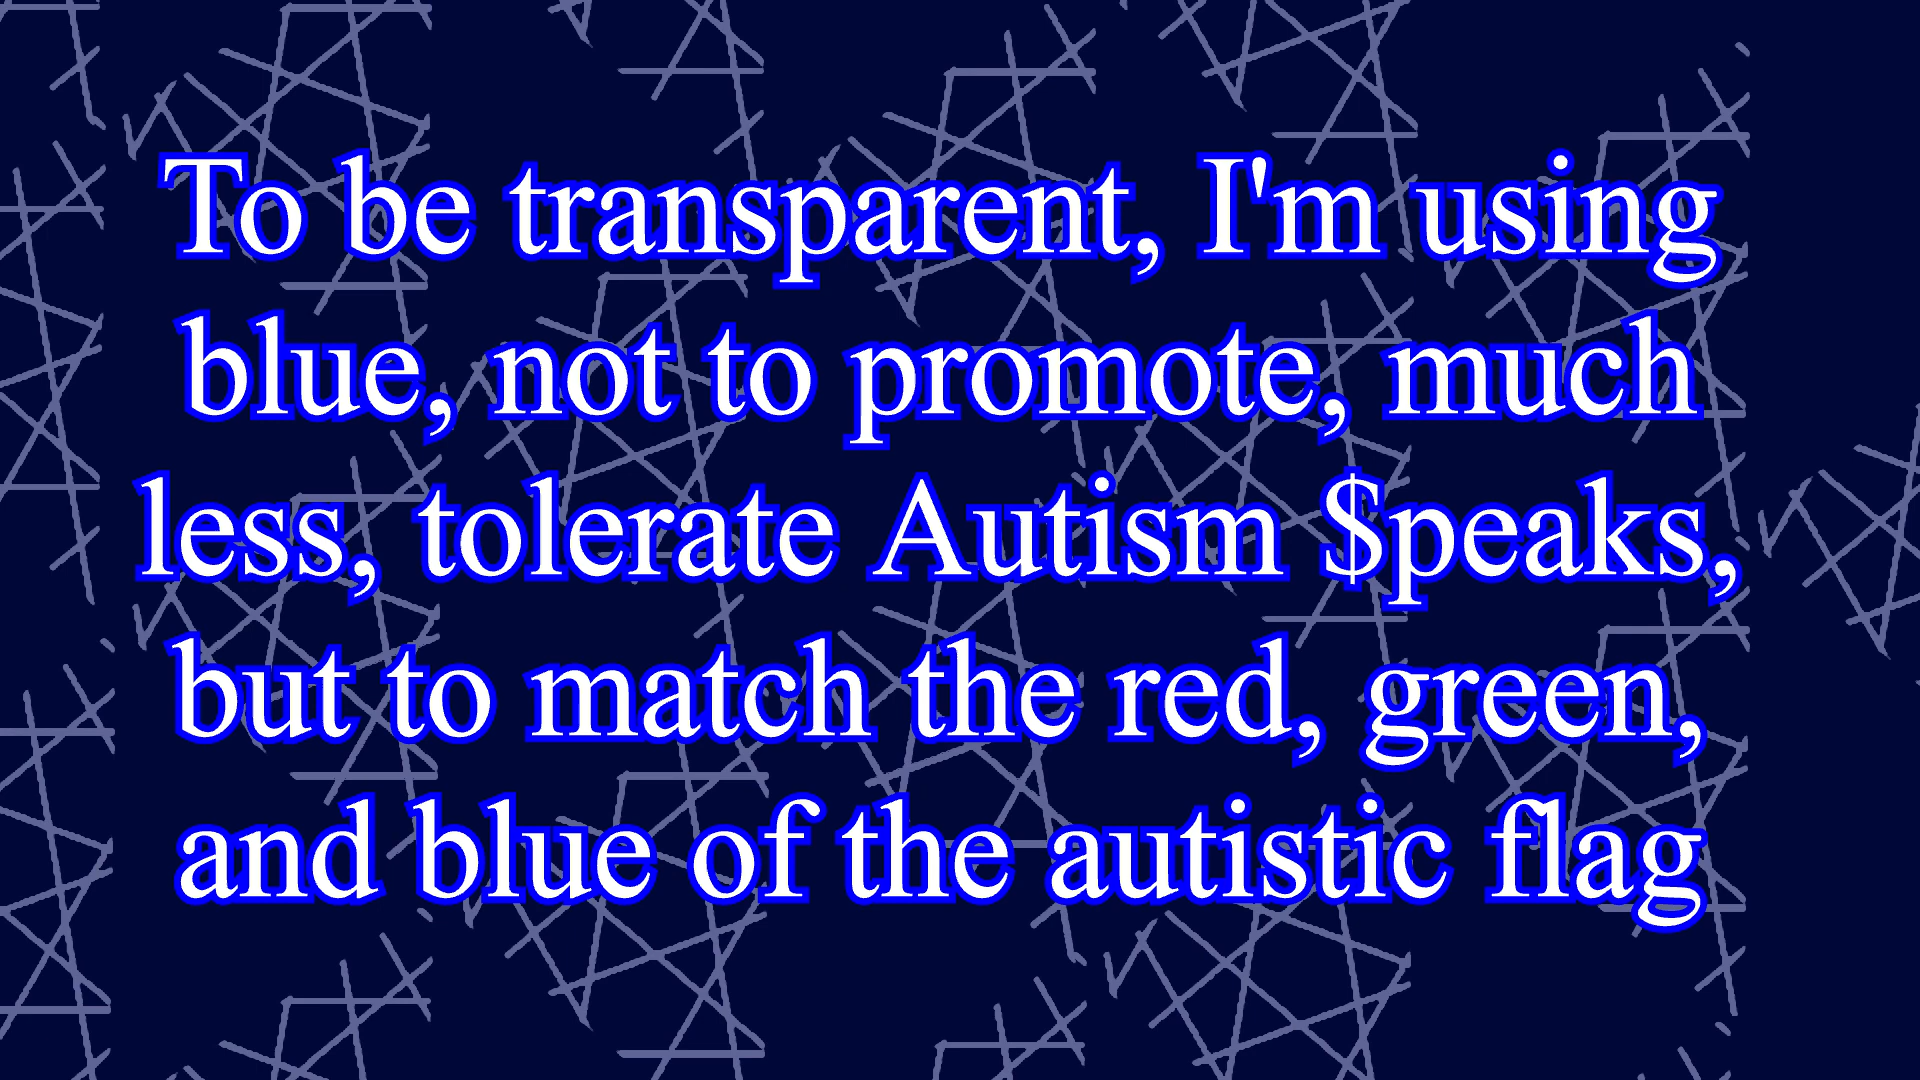 To be transparent, I'm using
blue, not to promote, much
less, tolerate Autism $peaks,
but to match the red, green,
and blue of the autistic flag